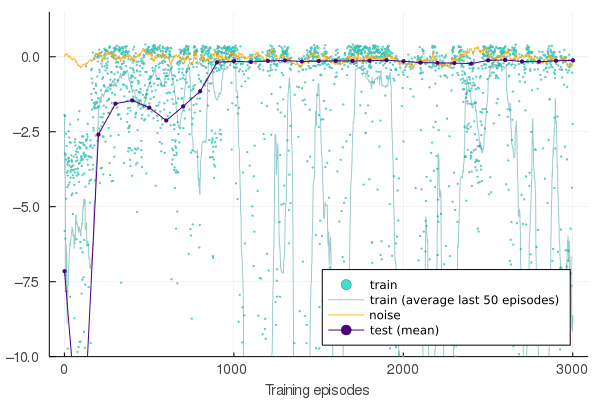 0.0
−2.5
−5.0
−7.5
−10.0
train
train (average last 50 episodes)
noise
test (mean)
0 1000 2000 3000
Training episodes